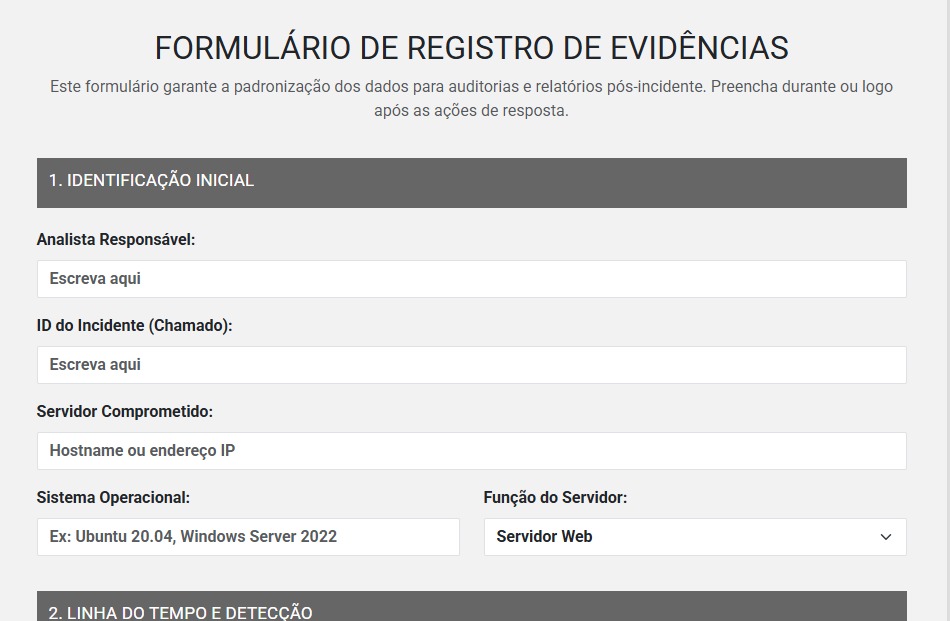 FORMULÁRIO DE REGISTRO DE EVIDÊNCIAS
Este formulário garante a padronização dos dados para auditorias e relatórios pós-incidente. Preencha durante ou logo
após as ações de resposta.
1. IDENTIFICAÇÃO INICIAL
Analista Responsável:
Escreva aqui
ID do Incidente (Chamado):
Escreva aqui
Servidor Comprometido:
Hostname ou endereço IP
Sistema Operacional:
Função do Servidor:
Ex: Ubuntu 20.04, Windows Server 2022
Servidor Web
2. LINHA DO TEMPO E DETECÇÃO